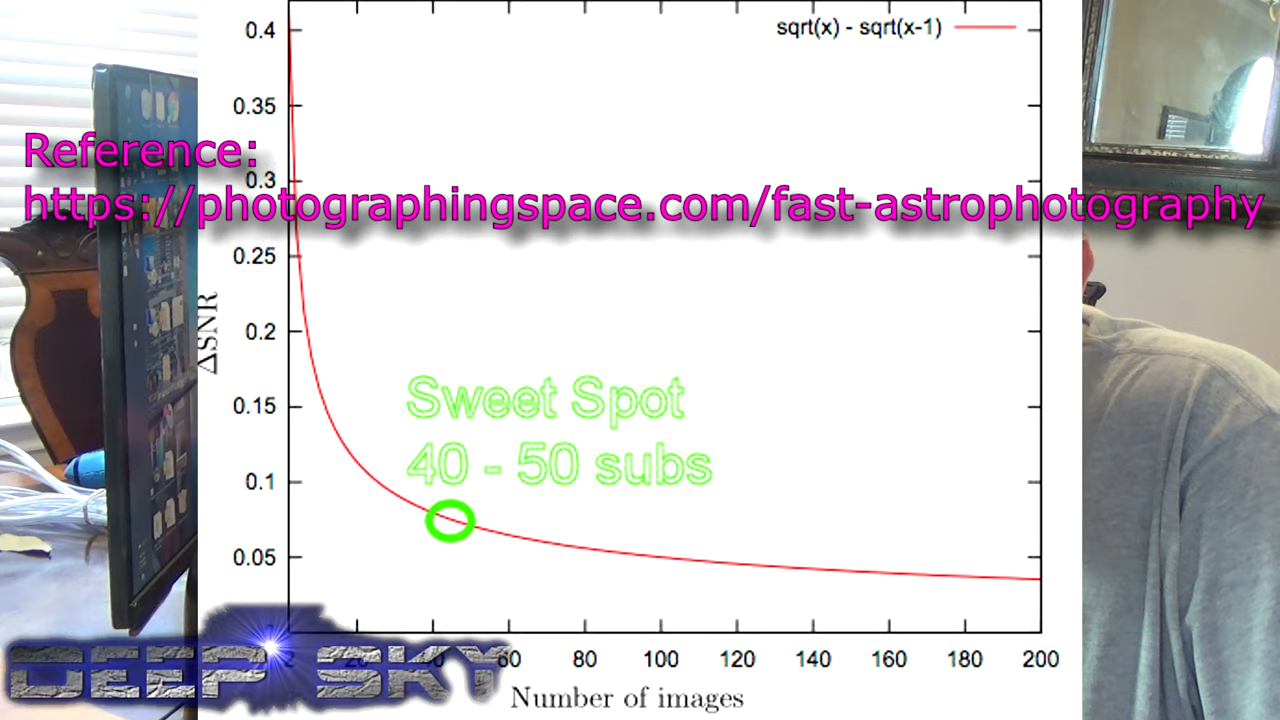 0.4
sqrt(x) - sqrt(x-1)
0.35
Reference:
0.3
https://photographingspace.com/fast-astrophotography
0.25
0.2
ΔSNR
0.15
Sweet Spot
40 - 50 subs
0.1
0.05
DEEP SKY
2 20 60 80 100 120 140 160 180 200
Number of images